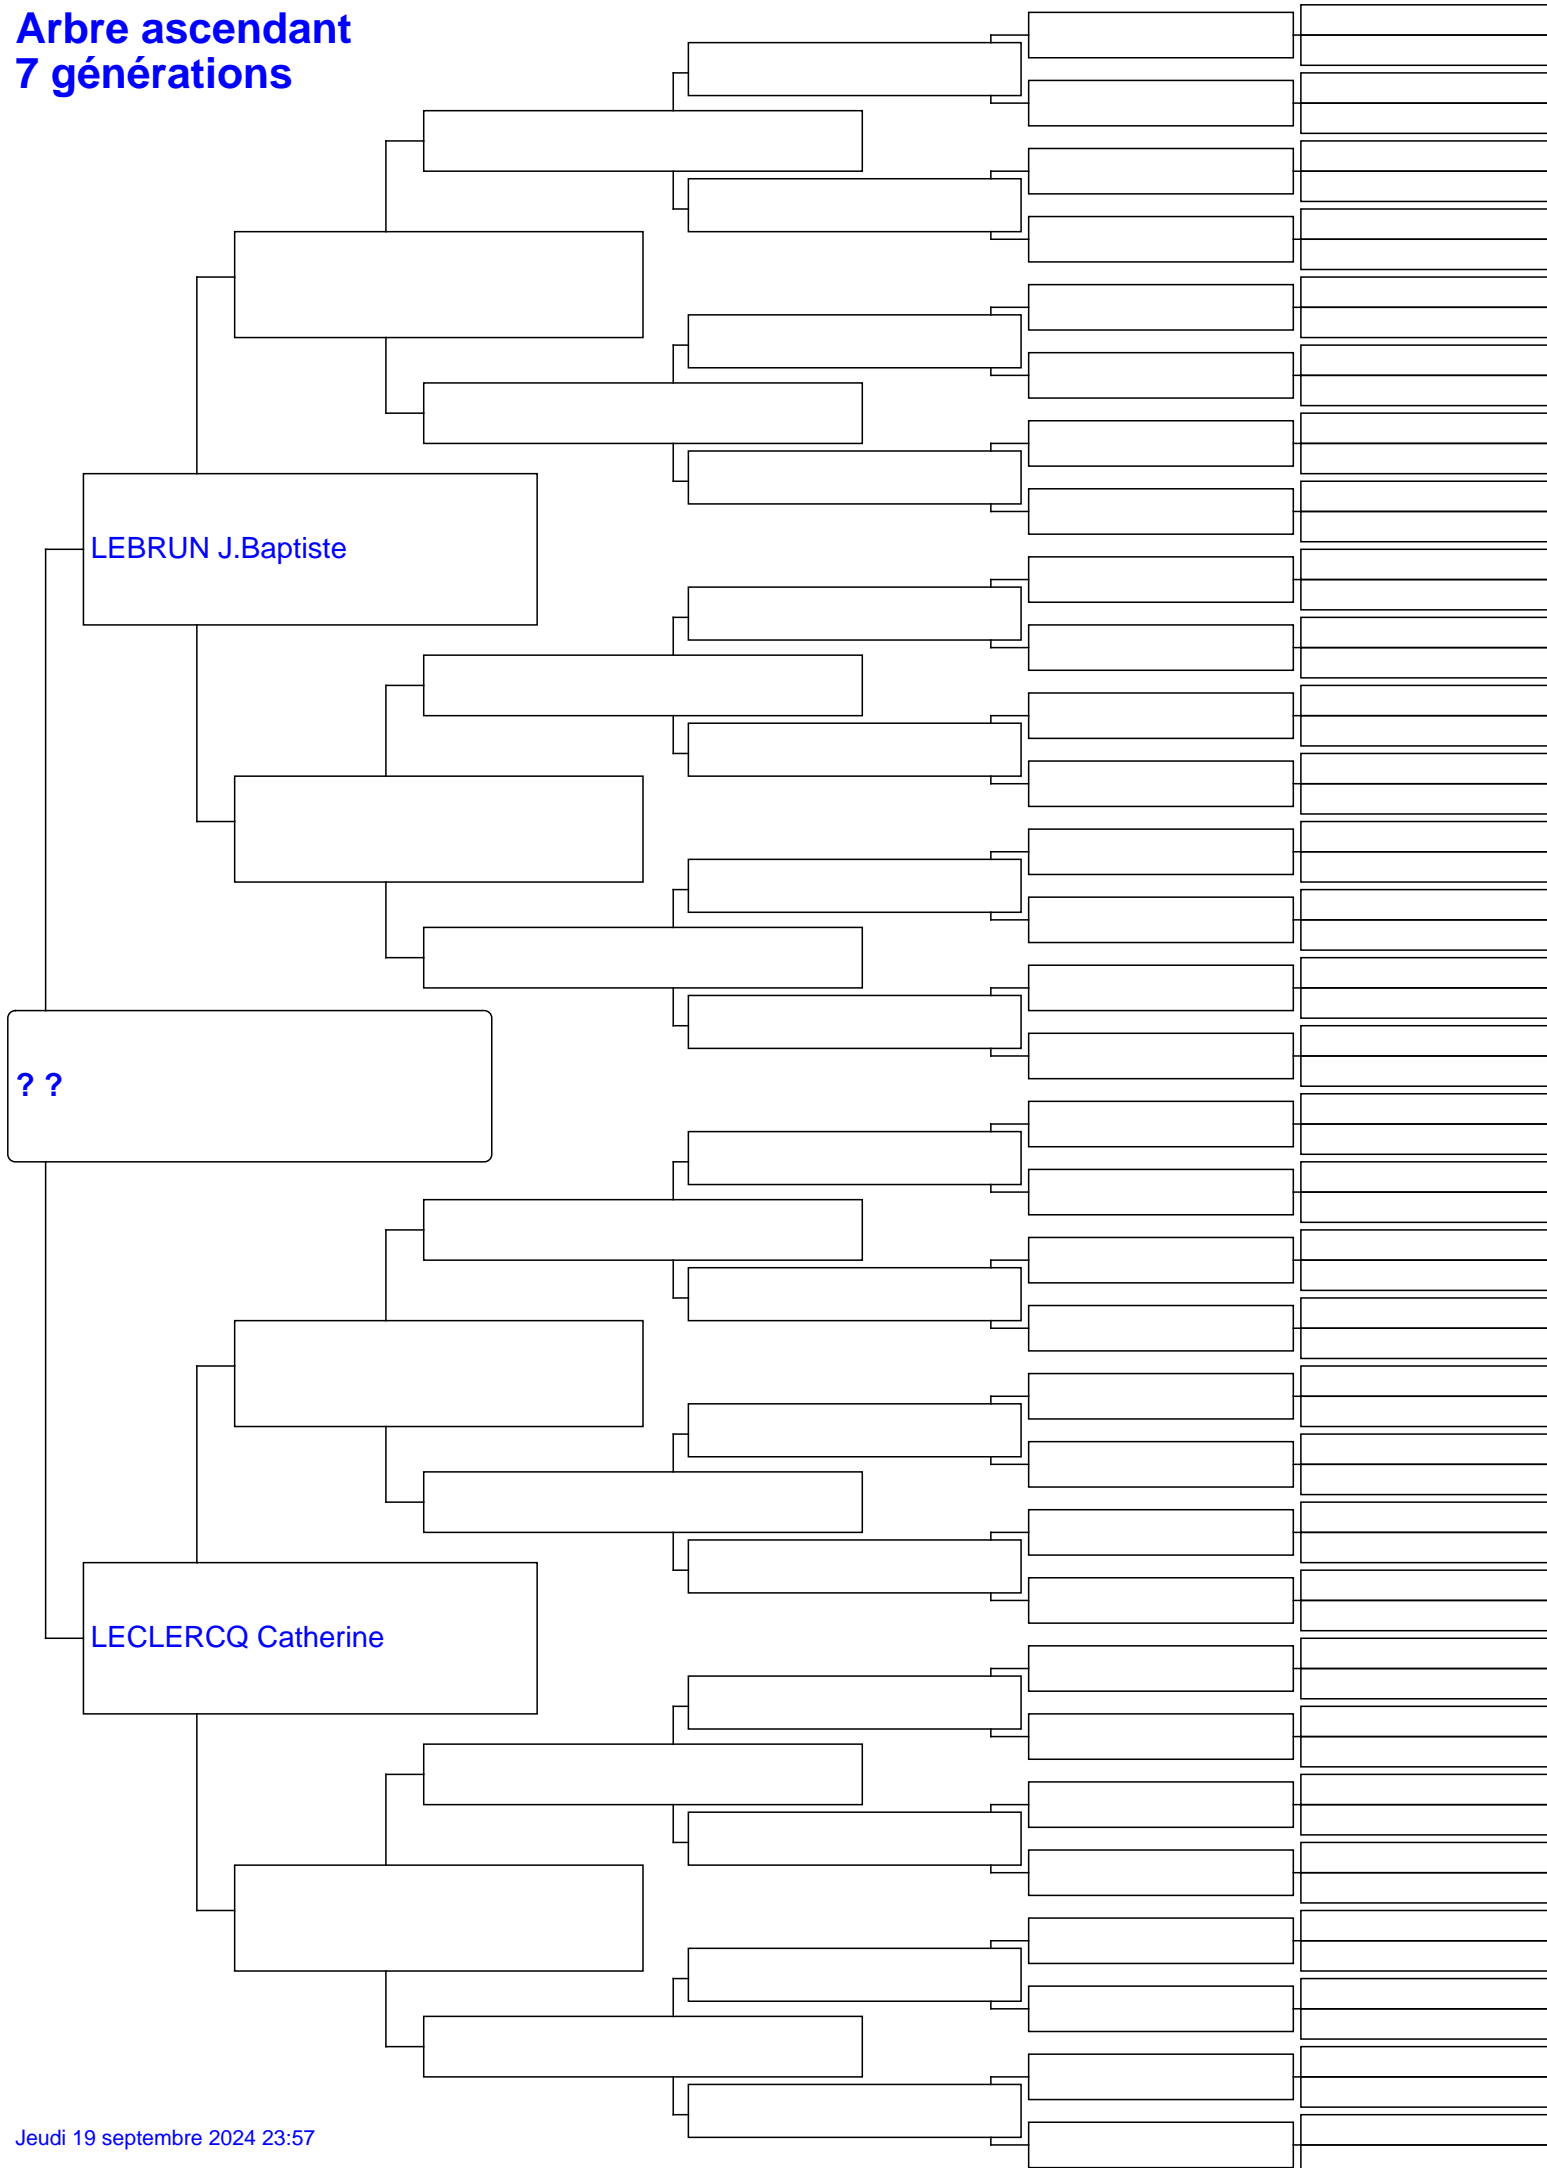 Arbre ascendant
7 générations
LEBRUN J.Baptiste
? ?
LECLERCQ Catherine
Jeudi 19 septembre 2024 23:57